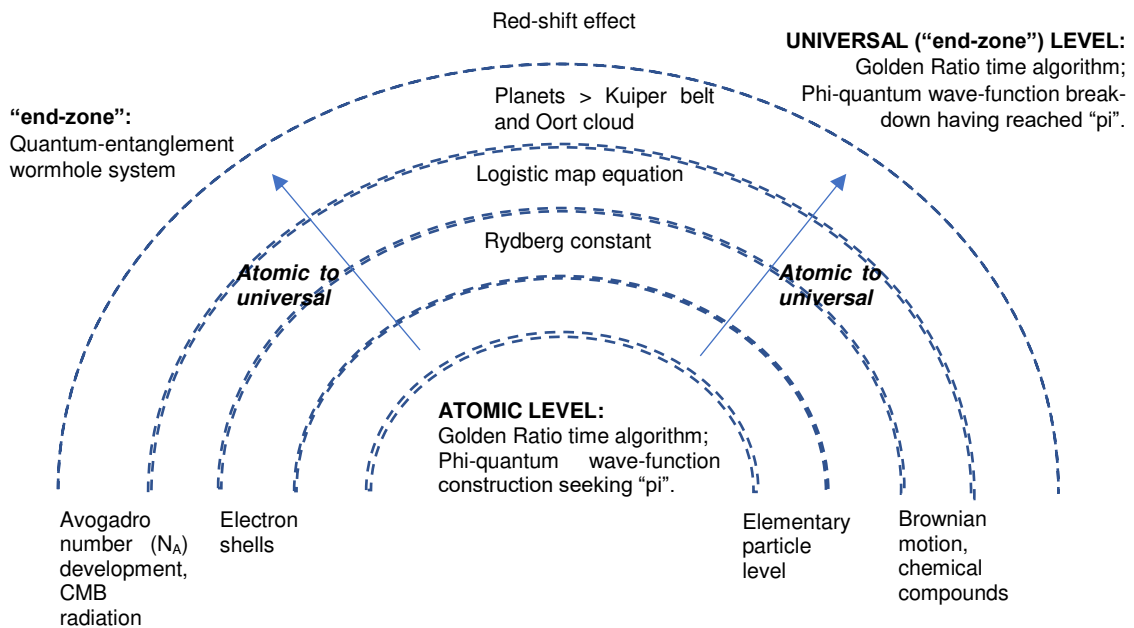 Red-shift effect
UNIVERSAL (“end-zone”) LEVEL:
Golden Ratio time algorithm;
Phi-quantum wave-function break-
down having reached “pi”.
“end-zone”:
Quantum-entanglement
wormhole system
Planets > Kuiper belt
and Oort cloud
Logistic map equation
Rydberg constant
Atomic to
universal
Atomic to
universal
ATOMIC LEVEL:
Golden Ratio time algorithm;
Phi-quantum wave-function
construction seeking “pi”.
Avogadro
number (NA)
development,
CMB
radiation
Electron
shells
Elementary
particle
level
Brownian
motion,
chemical
compounds